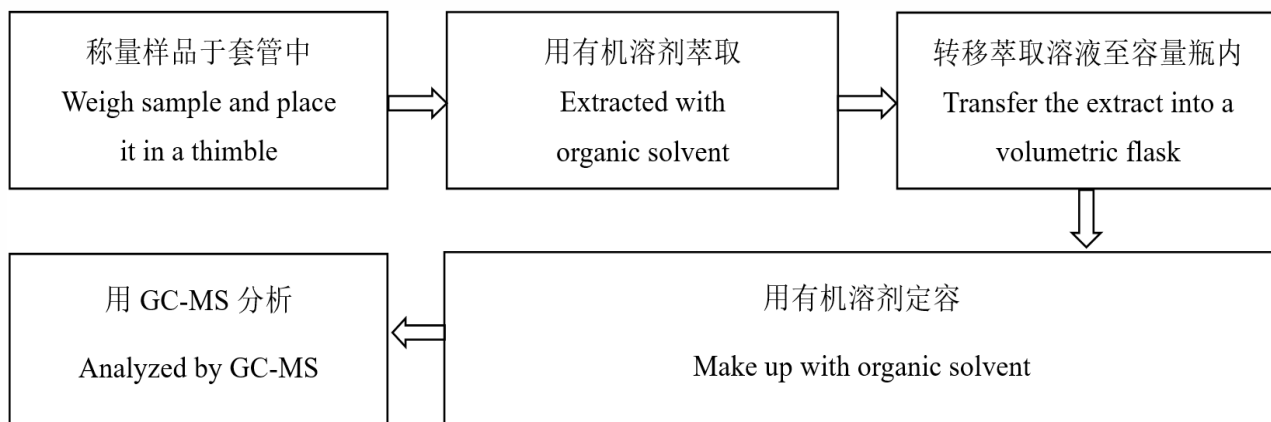 称量样品于套管中
Weigh sample and place
it in a thimble
用有机溶剂萃取
Extracted with
organic solvent
转移萃取溶液至容量瓶内
Transfer the extract into a
volumetric flask
用有机溶剂定容
Make up with organic solvent
用 GC-MS 分析
Analyzed by GC-MS